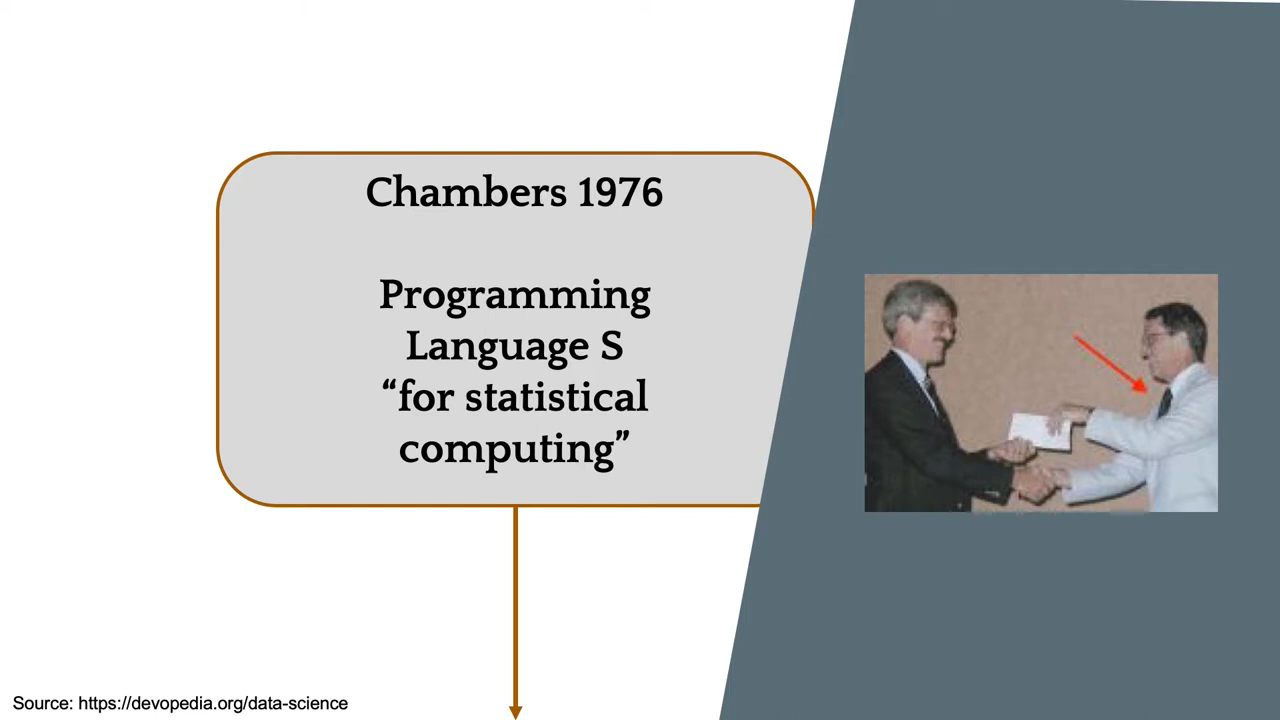 Chambers 1976
Programming
Language S
“for statistical
computing”
Source: https://devopedia.org/data-science